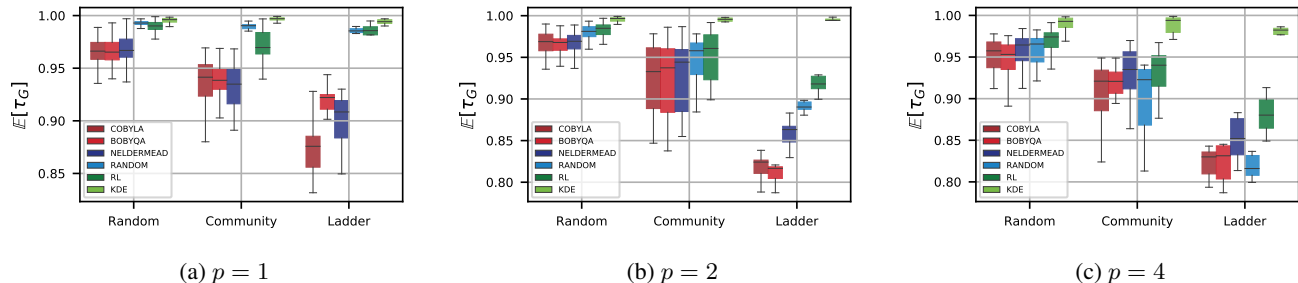 𝔼[τ_G]
1.00
0.95
0.90
0.85
COBYLA
BOBYQA
NELDERMEAD
RANDOM
RL
KDE
Random
Community
Ladder
(a) p = 1
𝔼[τ_G]
1.00
0.95
0.90
0.85
0.80
COBYLA
BOBYQA
NELDERMEAD
RANDOM
RL
KDE
Random
Community
Ladder
(b) p = 2
𝔼[τ_G]
1.00
0.95
0.90
0.85
0.80
COBYLA
BOBYQA
NELDERMEAD
RANDOM
RL
KDE
Random
Community
Ladder
(c) p = 4